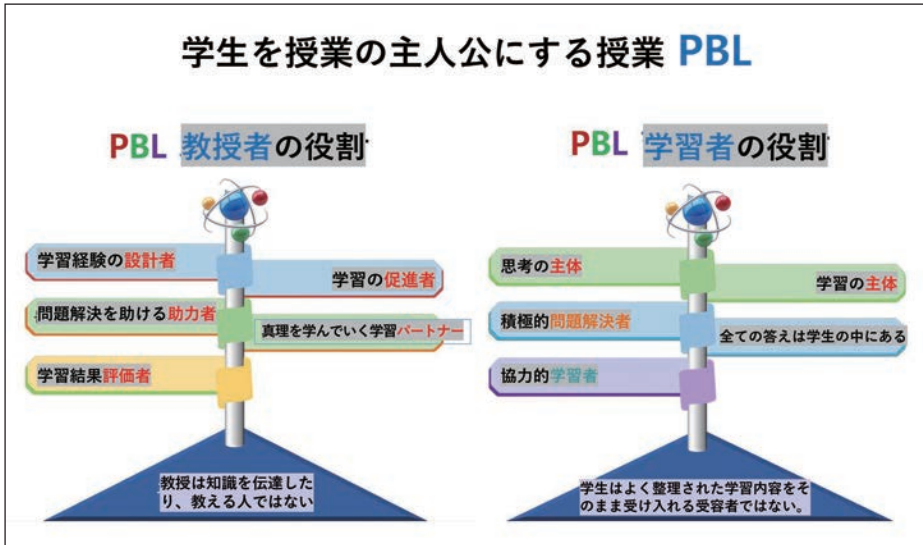 学生を授業の主人公にする授業 PBL
PBL 教授者の役割
学習経験の設計者
学習の促進者
問題解決を助ける助力者
真理を学んでいく学習パートナー
学習結果評価者
教授は知識を伝達した
り、教える人ではない
PBL 学習者の役割
思考の主体
学習の主体
積極的問題解決者
全ての答えは学生の中にある
協力的学習者
学生はよく整理された学習内容をそ
のまま受け入れる受容者ではない。